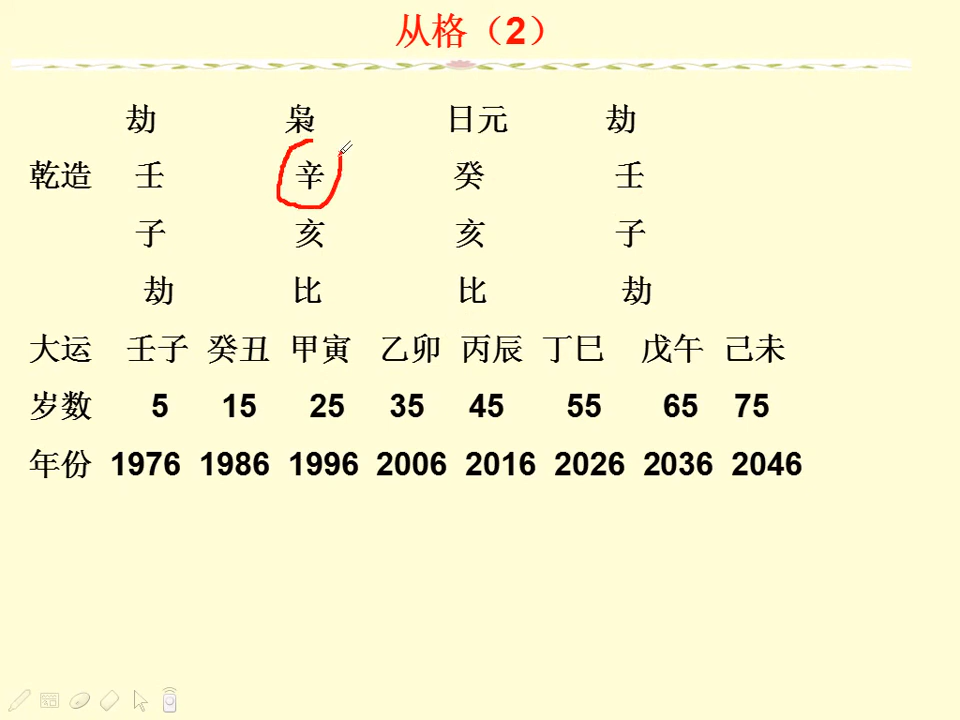 从格（2）
劫 枭 日元 劫
乾造 壬 辛 癸 壬
子 亥 亥 子
劫 比 比 劫
大运 壬子 癸丑 甲寅 乙卯 丙辰 丁巳 戊午 己未
岁数 5 15 25 35 45 55 65 75
年份 1976 1986 1996 2006 2016 2026 2036 2046